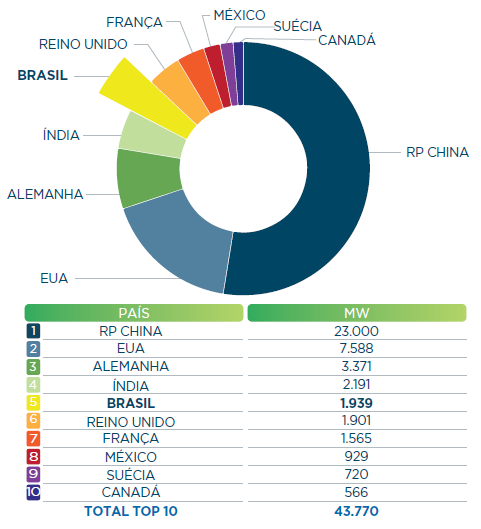 MÉXICO
FRANÇA
SUÉCIA
REINO UNIDO
CANADÁ
BRASIL
ÍNDIA
RP CHINA
ALEMANHA
EUA
PAÍS MW
1 RP CHINA 23.000
2 EUA 7.588
3 ALEMANHA 3.371
4 ÍNDIA 2.191
5 BRASIL 1.939
6 REINO UNIDO 1.901
7 FRANÇA 1.565
8 MÉXICO 929
9 SUÉCIA 720
10 CANADÁ 566
TOTAL TOP 10 43.770